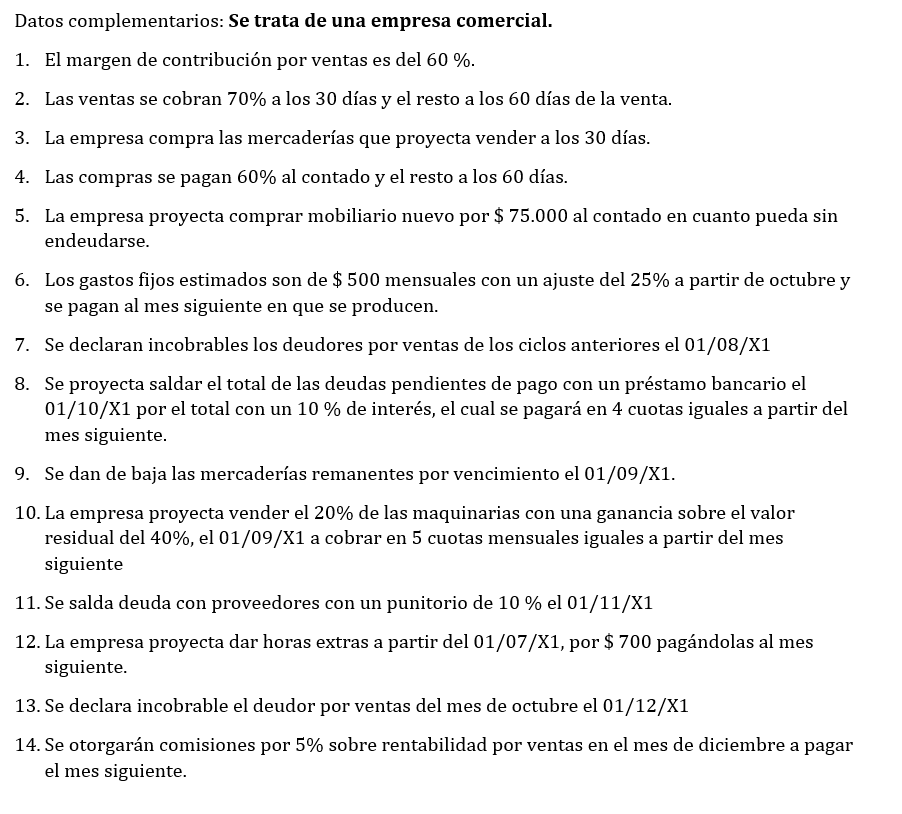 Datos complementarios: Se trata de una empresa comercial.
1. El margen de contribución por ventas es del 60 %.
2. Las ventas se cobran 70% a los 30 días y el resto a los 60 días de la venta.
3. La empresa compra las mercaderías que proyecta vender a los 30 días.
4. Las compras se pagan 60% al contado y el resto a los 60 días.
5. La empresa proyecta comprar mobiliario nuevo por $ 75.000 al contado en cuanto pueda sin
endeudarse.
6. Los gastos fijos estimados son de $ 500 mensuales con un ajuste del 25% a partir de octubre y
se pagan al mes siguiente en que se producen.
7. Se declaran incobrables los deudores por ventas de los ciclos anteriores el 01/08/X1
8. Se proyecta saldar el total de las deudas pendientes de pago con un préstamo bancario el
01/10/X1 por el total con un 10 % de interés, el cual se pagará en 4 cuotas iguales a partir del
mes siguiente.
9. Se dan de baja las mercaderías remanentes por vencimiento el 01/09/X1.
10. La empresa proyecta vender el 20% de las maquinarias con una ganancia sobre el valor
residual del 40%, el 01/09/X1 a cobrar en 5 cuotas mensuales iguales a partir del mes
siguiente
11. Se salda deuda con proveedores con un punitorio de 10 % el 01/11/X1
12. La empresa proyecta dar horas extras a partir del 01/07/X1, por $ 700 pagándolas al mes
siguiente.
13. Se declara incobrable el deudor por ventas del mes de octubre el 01/12/X1
14. Se otorgarán comisiones por 5% sobre rentabilidad por ventas en el mes de diciembre a pagar
el mes siguiente.